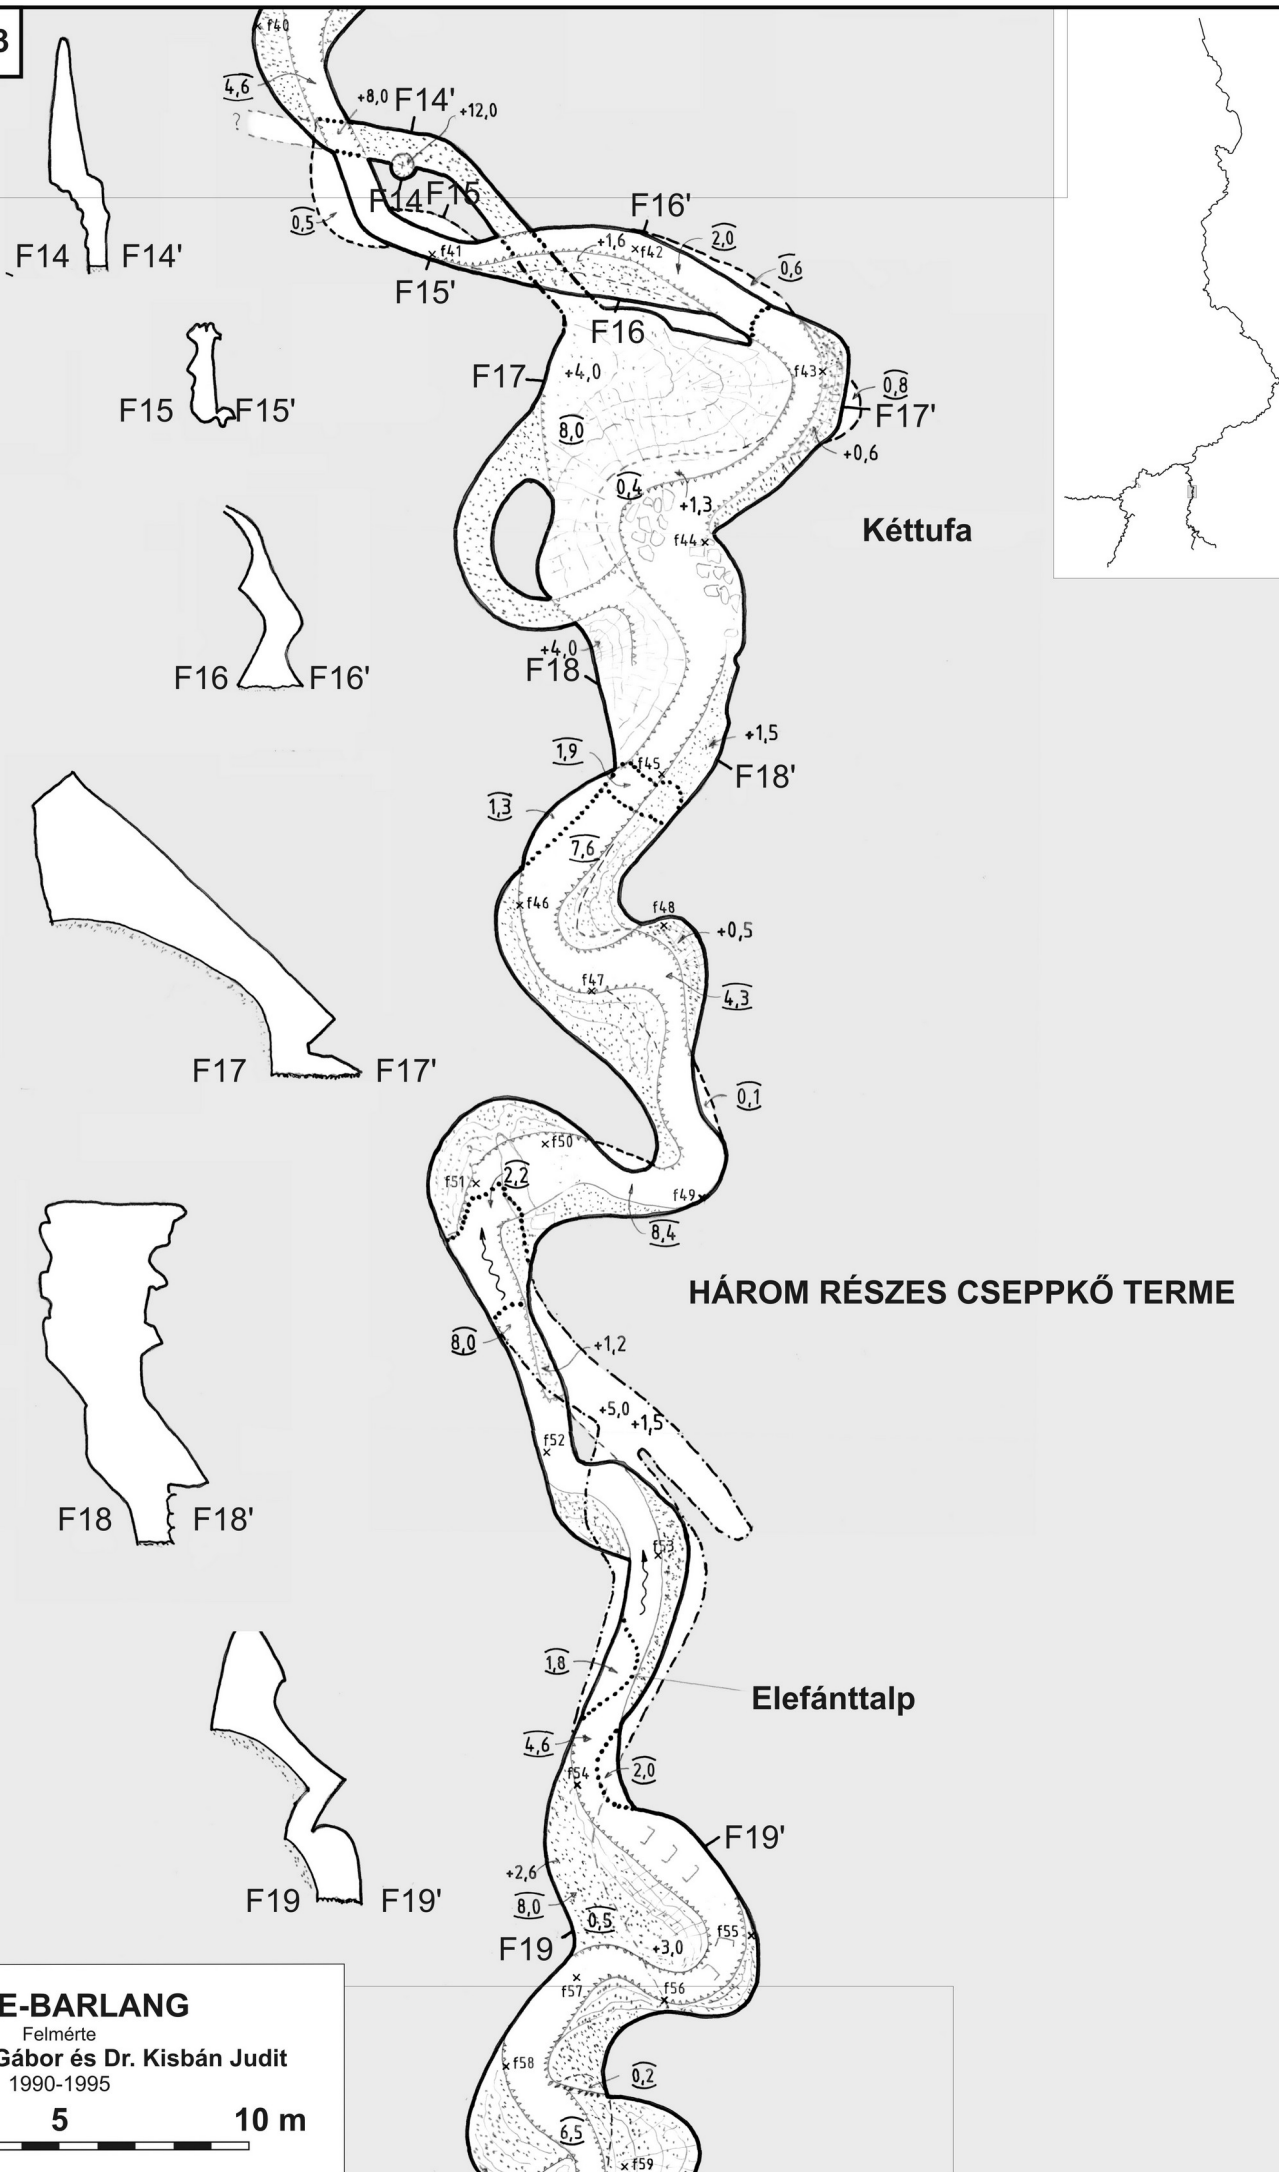 f40
4,6
+8,0
F14'
+12,0
?
F14
F15
0,5
f41
F15'
F16'
+1,6
f42
2,0
0,6
F14 F14'
F16
F17
+4,0
f43
0,8
F17'
F15 F15'
8,0
+0,6
0,4
+1,3
f44
Kéttufa
+4,0
F18
F16 F16'
+1,5
1,9
f45
F18'
1,3
7,6
f46
f48
+0,5
f47
4,3
F17 F17'
0,1
f50
2,2
f51
f49
8,4
HÁROM RÉSZES CSEPPKŐ TERME
8,0
+1,2
+5,0
+1,5
f52
F18 F18'
f53
1,8
Elefánttalp
4,6
2,0
f54
F19'
+2,6
8,0
0,5
F19 F19'
f55
F19
+3,0
f57
f56
E-BARLANG
Felmérte
Gábor és Dr. Kisbán Judit
1990-1995
f58
0,2
5 10 m
6,5
f59